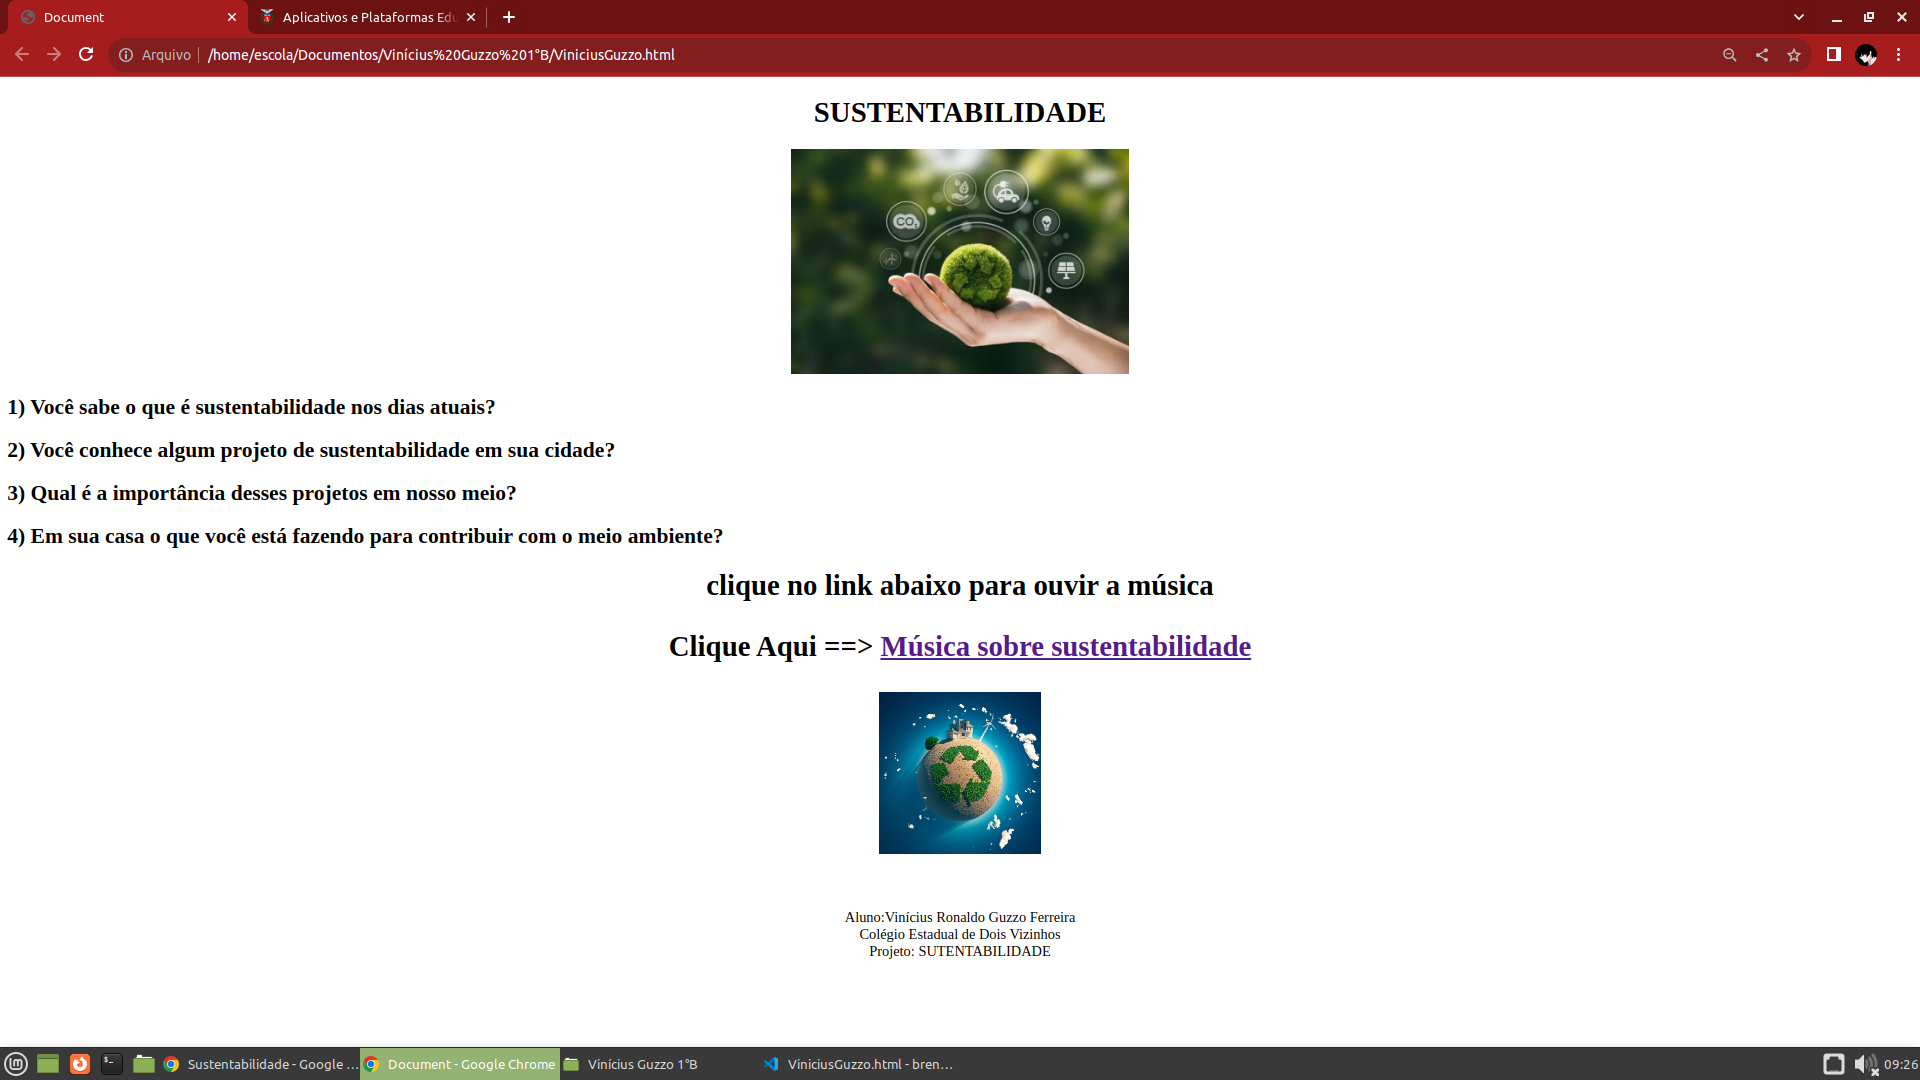 Document
Aplicativos e Plataformas Edu
Arquivo
/home/escola/Documentos/Vinícius%20Guzzo%201°B/ViniciusGuzzo.html
SUSTENTABILIDADE
CO2
1) Você sabe o que é sustentabilidade nos dias atuais?
2) Você conhece algum projeto de sustentabilidade em sua cidade?
3) Qual é a importância desses projetos em nosso meio?
4) Em sua casa o que você está fazendo para contribuir com o meio ambiente?
clique no link abaixo para ouvir a música
Clique Aqui ==> Música sobre sustentabilidade
Aluno:Vinícius Ronaldo Guzzo Ferreira
Colégio Estadual de Dois Vizinhos
Projeto: SUTENTABILIDADE
Sustentabilidade - Google ...
Document - Google Chrome
Vinícius Guzzo 1°B
ViniciusGuzzo.html - bren...
09:26